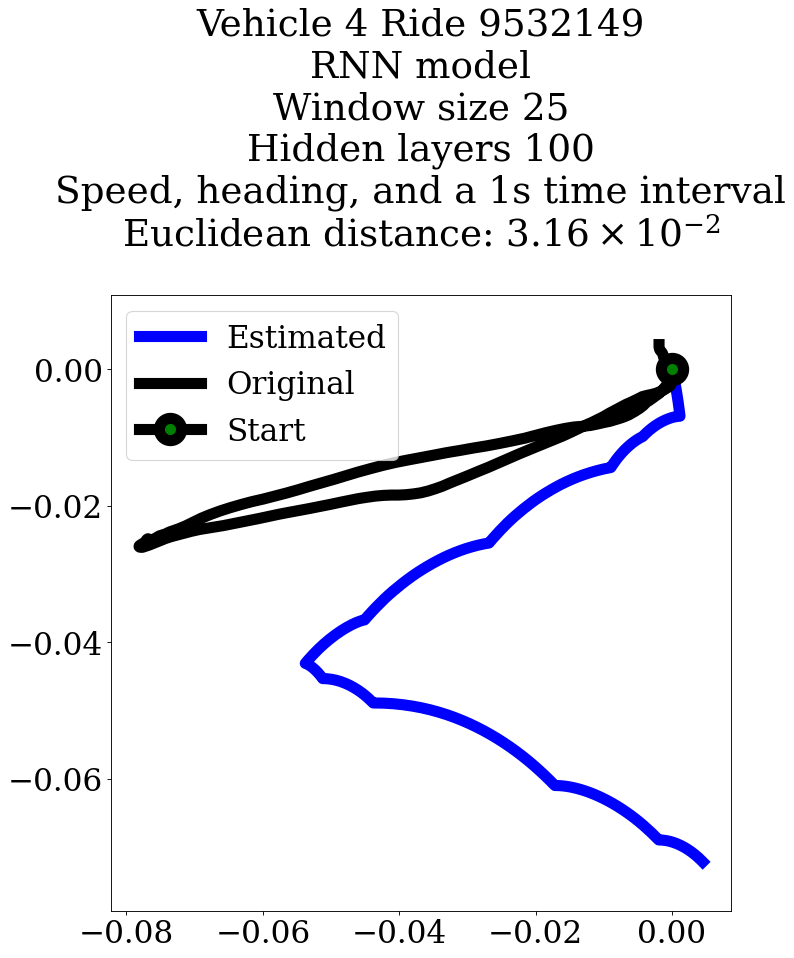 Vehicle 4 Ride 9532149
RNN model
Window size 25
Hidden layers 100
Speed, heading, and a 1s time interval
Euclidean distance: 3.16 × 10⁻²
Estimated
Original
Start
0.00
−0.02
−0.04
−0.06
−0.08 −0.06 −0.04 −0.02 0.00